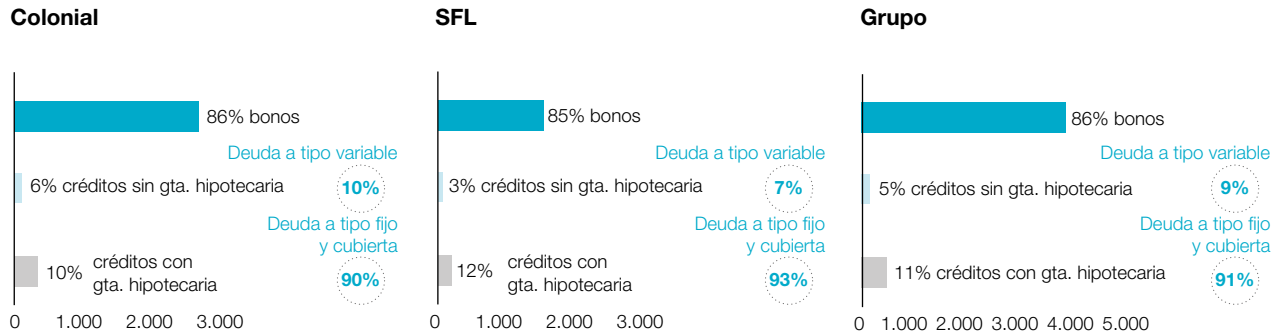 Colonial
86% bonos
Deuda a tipo variable
6% créditos sin gta. hipotecaria
10%
Deuda a tipo fijo
y cubierta
10%
créditos con
gta. hipotecaria
90%
0 1.000 2.000 3.000
SFL
85% bonos
Deuda a tipo variable
3% créditos sin gta. hipotecaria
7%
Deuda a tipo fijo
y cubierta
12%
créditos con
gta. hipotecaria
93%
0 1.000 2.000 3.000
Grupo
86% bonos
Deuda a tipo variable
5% créditos sin gta. hipotecaria
9%
Deuda a tipo fijo
y cubierta
11% créditos con gta. hipotecaria
91%
0 1.000 2.000 3.000 4.000 5.000